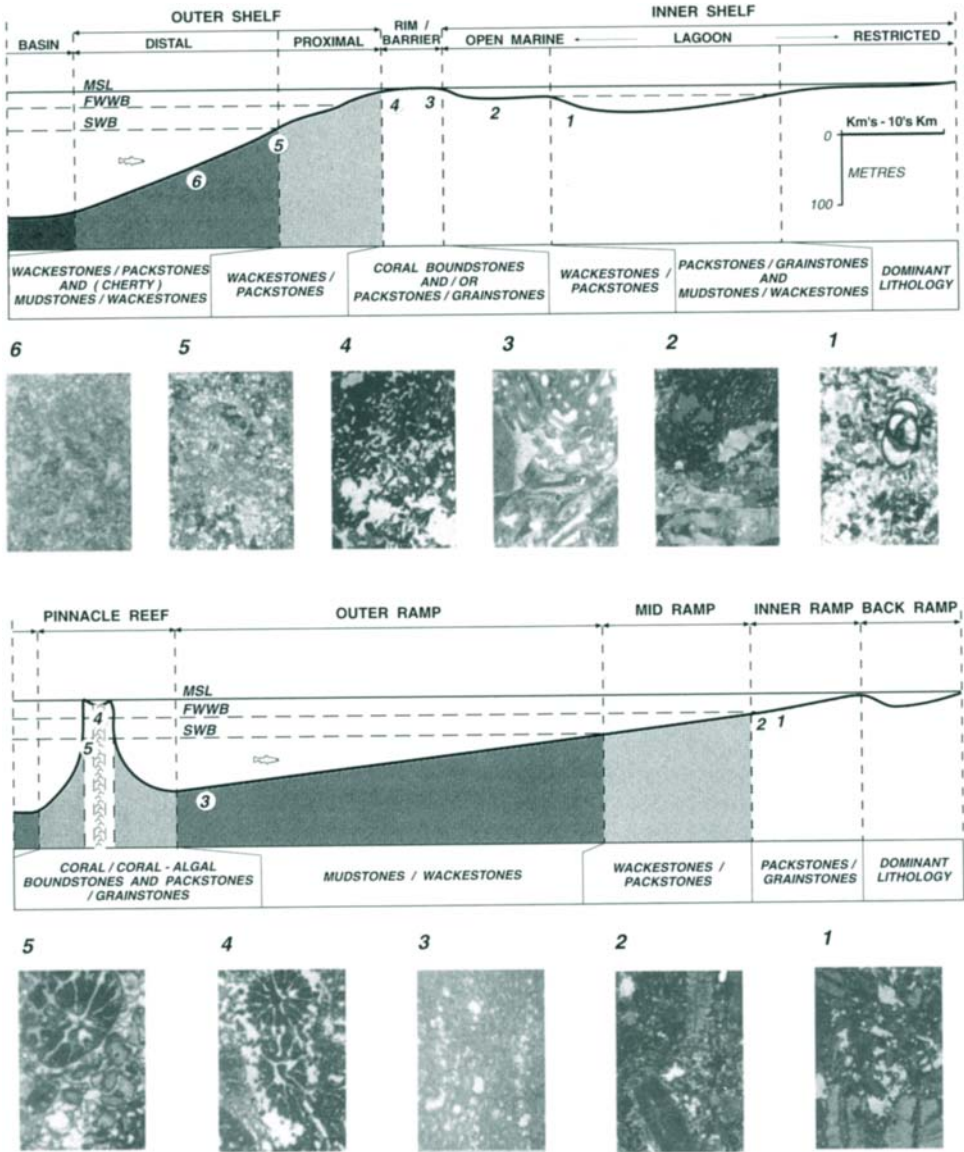 OUTER SHELF
RIM / BARRIER
INNER SHELF
BASIN
DISTAL
PROXIMAL
OPEN MARINE
LAGOON
RESTRICTED
MSL
FWWB
SWB
4
3
2
1
5
6
Km's - 10's Km
0
METRES
100
WACKESTONES / PACKSTONES
AND ( CHERTY )
MUDSTONES / WACKESTONES
WACKESTONES /
PACKSTONES
CORAL BOUNDSTONES
AND / OR
PACKSTONES / GRAINSTONES
WACKESTONES /
PACKSTONES
PACKSTONES / GRAINSTONES
AND
MUDSTONES / WACKESTONES
DOMINANT
LITHOLOGY
6
5
4
3
2
1
PINNACLE REEF
OUTER RAMP
MID RAMP
INNER RAMP
BACK RAMP
MSL
FWWB
SWB
4
5
3
2
1
CORAL / CORAL - ALGAL
BOUNDSTONES AND PACKSTONES
/ GRAINSTONES
MUDSTONES / WACKESTONES
WACKESTONES /
PACKSTONES
PACKSTONES /
GRAINSTONES
DOMINANT
LITHOLOGY
5
4
3
2
1